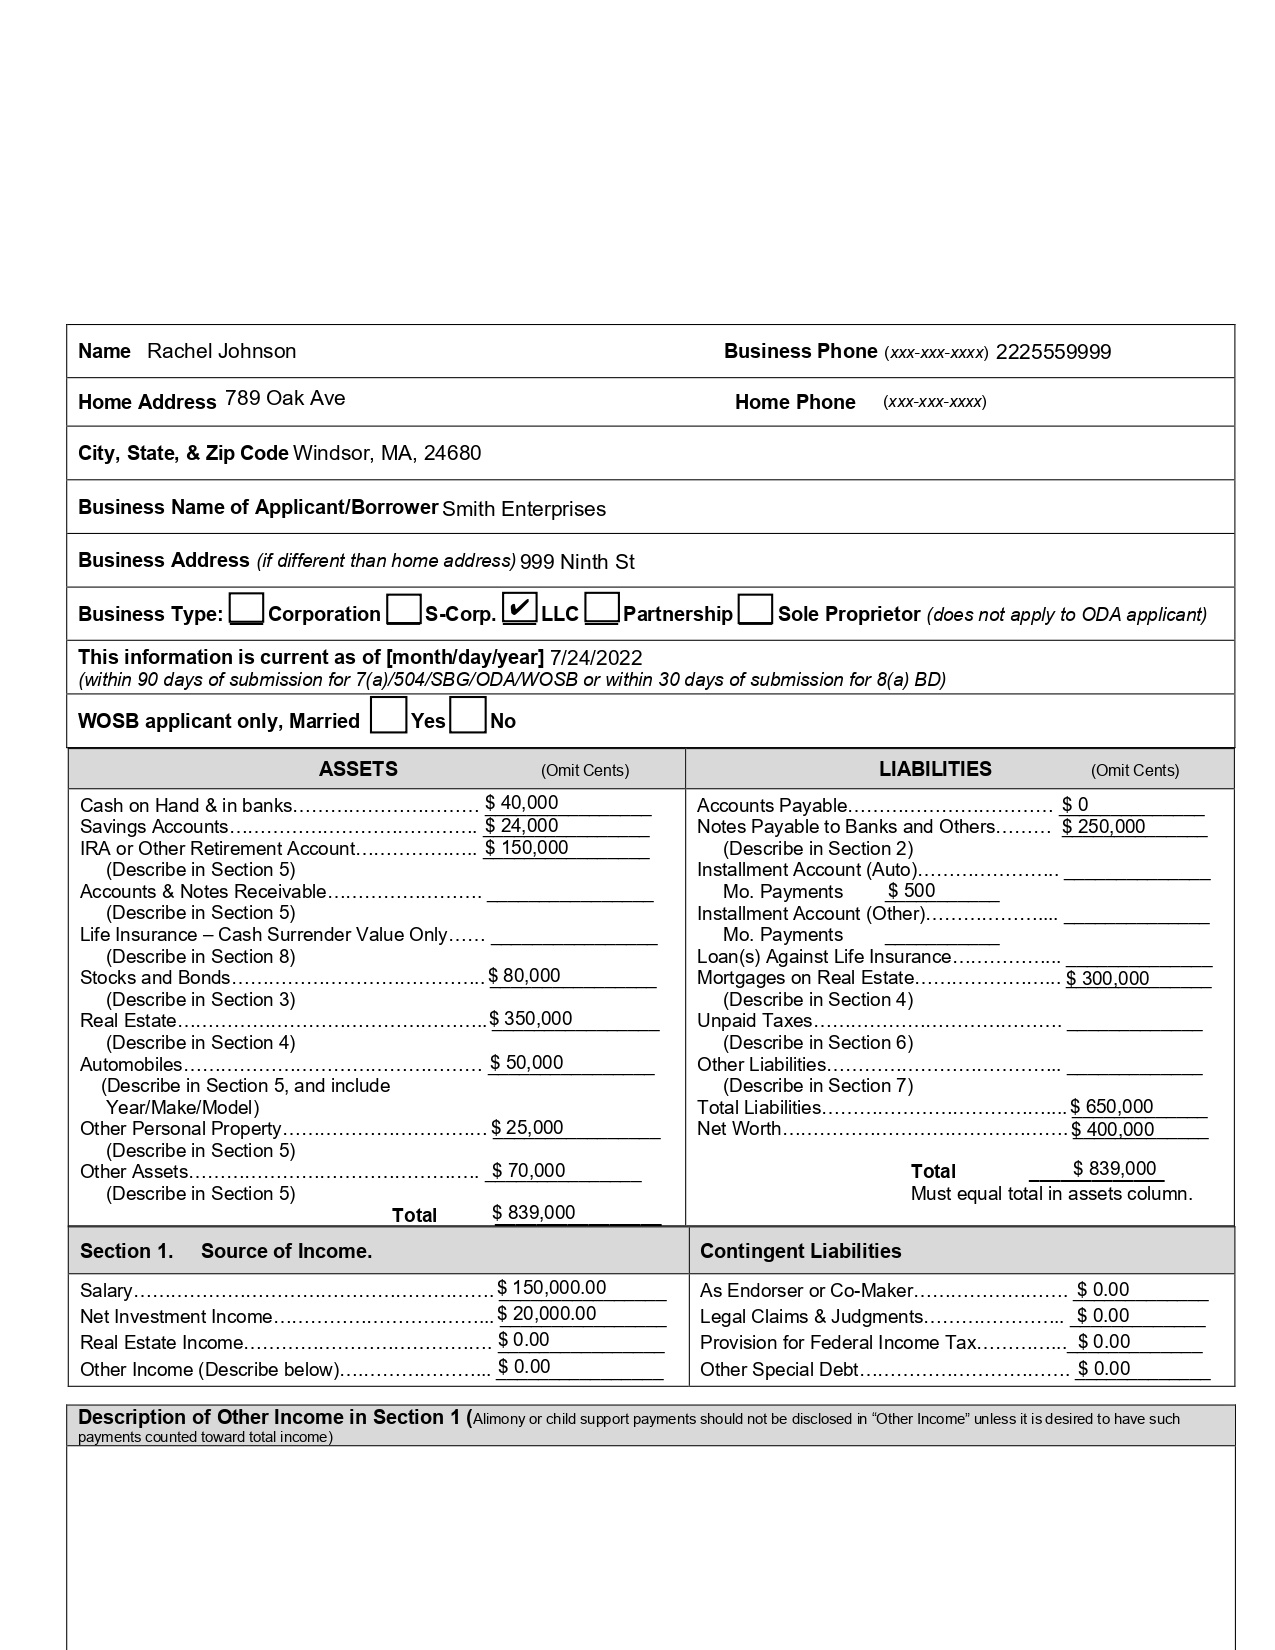 Name Rachel Johnson Business Phone (xxx-xxx-xxxx) 2225559999
Home Address 789 Oak Ave Home Phone (xxx-xxx-xxxx)
City, State, & Zip Code Windsor, MA, 24680
Business Name of Applicant/Borrower Smith Enterprises
Business Address (if different than home address) 999 Ninth St
Business Type: Corporation S-Corp. ✔ LLC Partnership Sole Proprietor (does not apply to ODA applicant)
This information is current as of [month/day/year] 7/24/2022
(within 90 days of submission for 7(a)/504/SBG/ODA/WOSB or within 30 days of submission for 8(a) BD)
WOSB applicant only, Married Yes No
ASSETS (Omit Cents)
Cash on Hand & in banks………………………… $ 40,000
Savings Accounts………………………………….. $ 24,000
IRA or Other Retirement Account……………….. $ 150,000
(Describe in Section 5)
Accounts & Notes Receivable…………………… ________________
(Describe in Section 5)
Life Insurance – Cash Surrender Value Only…… ________________
(Describe in Section 8)
Stocks and Bonds………………………………….. $ 80,000
(Describe in Section 3)
Real Estate………………………………………….. $ 350,000
(Describe in Section 4)
Automobiles………………………………………… $ 50,000
(Describe in Section 5, and include
Year/Make/Model)
Other Personal Property…………………………… $ 25,000
(Describe in Section 5)
Other Assets……………………………………….. $ 70,000
(Describe in Section 5)
Total $ 839,000
LIABILITIES (Omit Cents)
Accounts Payable…………………………… $ 0
Notes Payable to Banks and Others……… $ 250,000
(Describe in Section 2)
Installment Account (Auto)………………….. ______________
Mo. Payments $ 500
Installment Account (Other)……………….... ______________
Mo. Payments ___________
Loan(s) Against Life Insurance…………….... ______________
Mortgages on Real Estate………………….. $ 300,000
(Describe in Section 4)
Unpaid Taxes………………………………… _____________
(Describe in Section 6)
Other Liabilities……………………………….. _____________
(Describe in Section 7)
Total Liabilities………………………………….. $ 650,000
Net Worth……………………………………… $ 400,000
Total $ 839,000
Must equal total in assets column.
Section 1. Source of Income.
Salary………………………………………………… $ 150,000.00
Net Investment Income…………………………….. $ 20,000.00
Real Estate Income…………………………………. $ 0.00
Other Income (Describe below)………………….... $ 0.00
Contingent Liabilities
As Endorser or Co-Maker……………………. $ 0.00
Legal Claims & Judgments………………….. $ 0.00
Provision for Federal Income Tax………….. $ 0.00
Other Special Debt……………………………. $ 0.00
Description of Other Income in Section 1 (Alimony or child support payments should not be disclosed in “Other Income” unless it is desired to have such
payments counted toward total income)